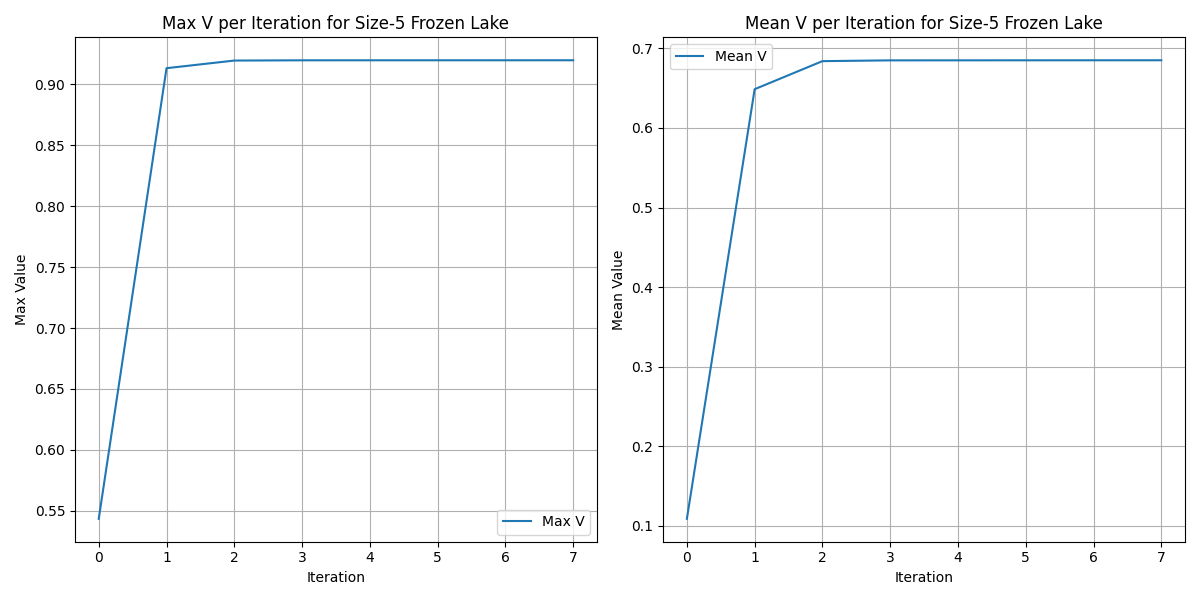 Max V per Iteration for Size-5 Frozen Lake
Max Value
0.90
0.85
0.80
0.75
0.70
0.65
0.60
0.55
Max V
0 1 2 3 4 5 6 7
Iteration
Mean V per Iteration for Size-5 Frozen Lake
Mean Value
0.7
0.6
0.5
0.4
0.3
0.2
0.1
Mean V
0 1 2 3 4 5 6 7
Iteration